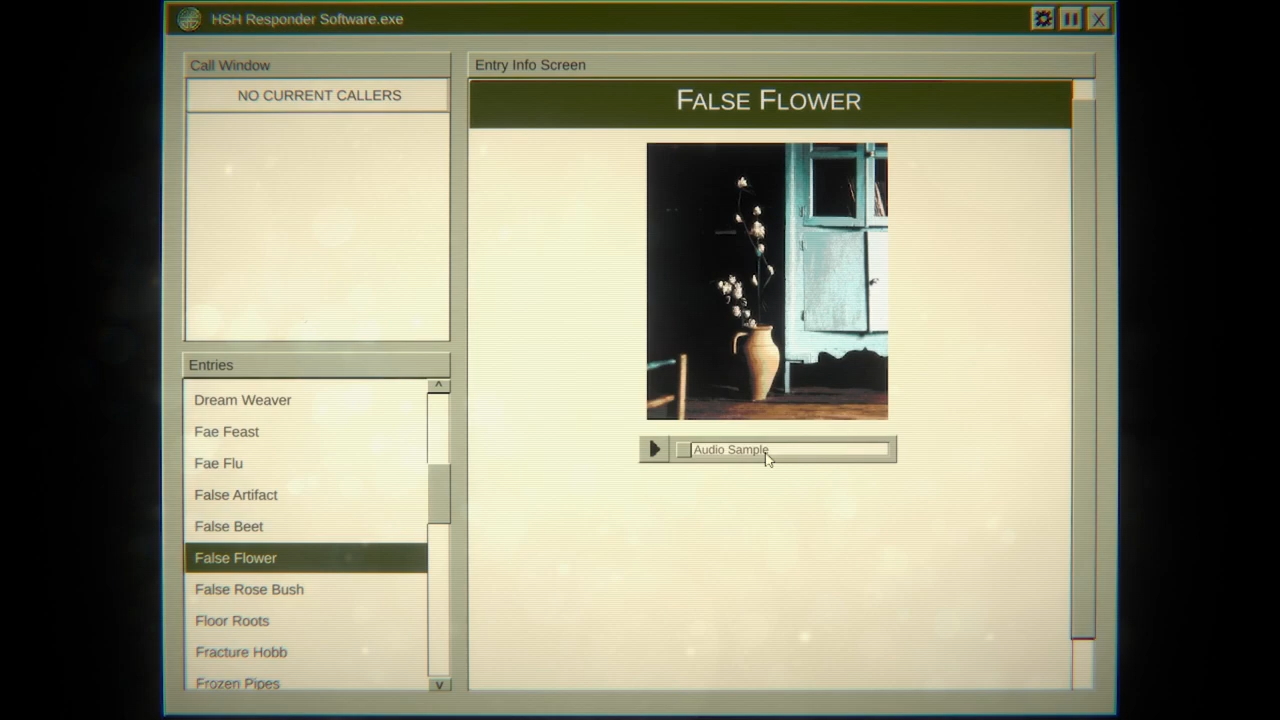 HSH Responder Software.exe
X
Call Window
NO CURRENT CALLERS
Entry Info Screen
FALSE FLOWER
Audio Sample
Entries
Dream Weaver
Fae Feast
Fae Flu
False Artifact
False Beet
False Flower
False Rose Bush
Floor Roots
Fracture Hobb
Frozen Pipes